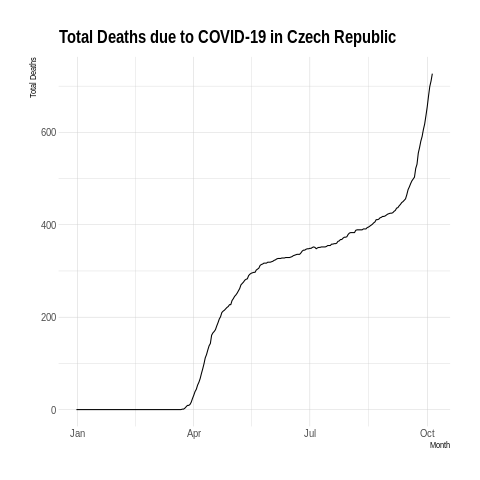 Total Deaths due to COVID-19 in Czech Republic
Total Deaths
600
400
200
0
Jan Apr Jul Oct
Month